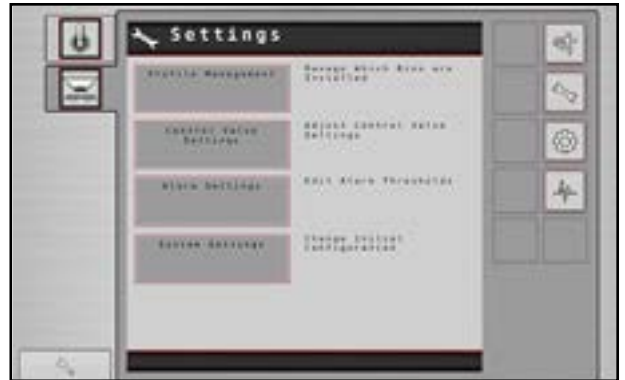 Settings
Profile Management
Manage Which Bins are
Installed
Control Valve
Settings
Adjust Control Valve
Settings
Alarm Settings
Edit Alarm Thresholds
System Settings
Change Initial
Configuration